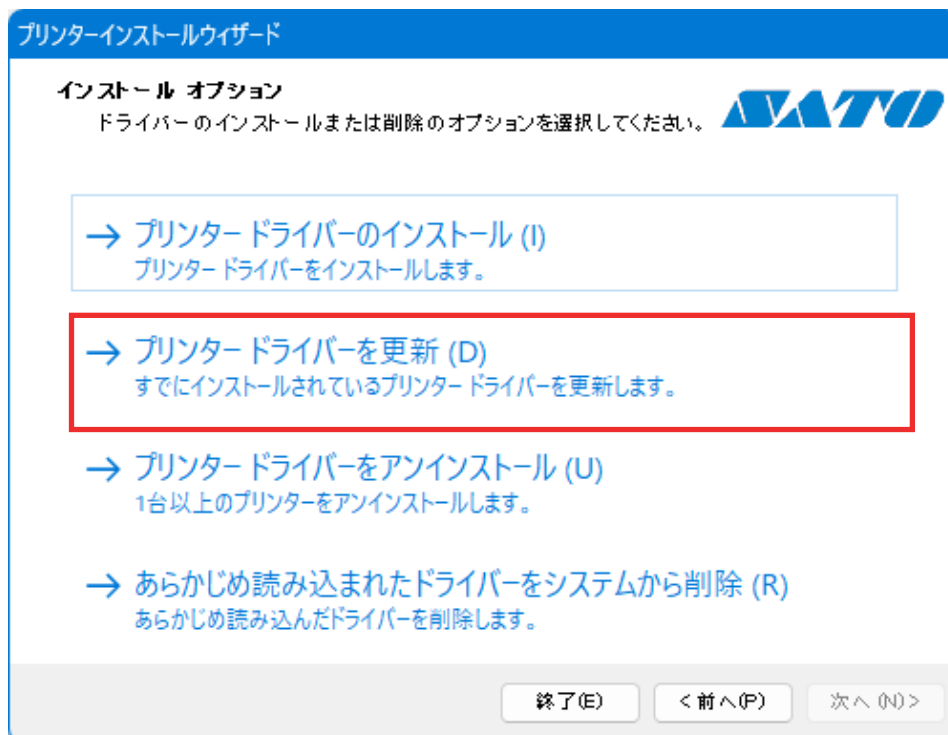 プリンターインストールウィザード
インストール オプション
ドライバーのインストールまたは削除のオプションを選択してください。
SATO
→ プリンター ドライバーのインストール (I)
プリンター ドライバーをインストールします。
→ プリンター ドライバーを更新 (D)
すでにインストールされているプリンター ドライバーを更新します。
→ プリンター ドライバーをアンインストール (U)
1台以上のプリンターをアンインストールします。
→ あらかじめ読み込まれたドライバーをシステムから削除 (R)
あらかじめ読み込んだドライバーを削除します。
終了(E)
<前へ(P)
次へ (N)>